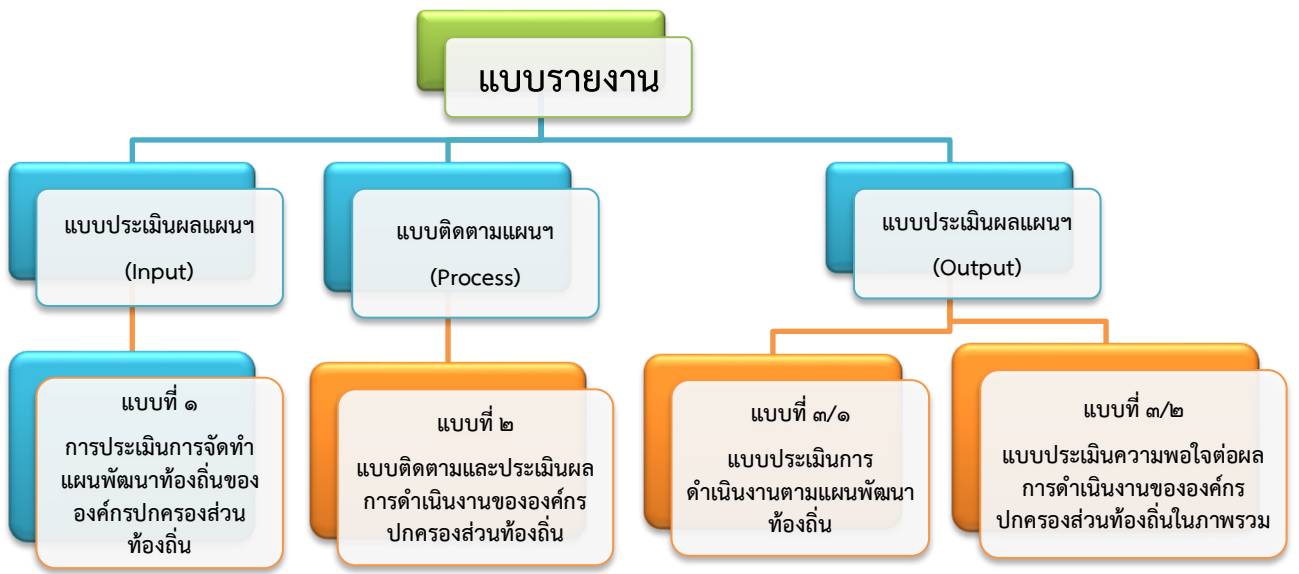 แบบรายงาน
แบบประเมินผลแผนฯ
(Input)
แบบติดตามแผนฯ
(Process)
แบบประเมินผลแผนฯ
(Output)
แบบที่ ๑
การประเมินการจัดทำ
แผนพัฒนาท้องถิ่นของ
องค์กรปกครองส่วน
ท้องถิ่น
แบบที่ ๒
แบบติดตามและประเมินผล
การดำเนินงานขององค์กร
ปกครองส่วนท้องถิ่น
แบบที่ ๓/๑
แบบประเมินการ
ดำเนินงานตามแผนพัฒนา
ท้องถิ่น
แบบที่ ๓/๒
แบบประเมินความพอใจต่อผล
การดำเนินงานขององค์กร
ปกครองส่วนท้องถิ่นในภาพรวม